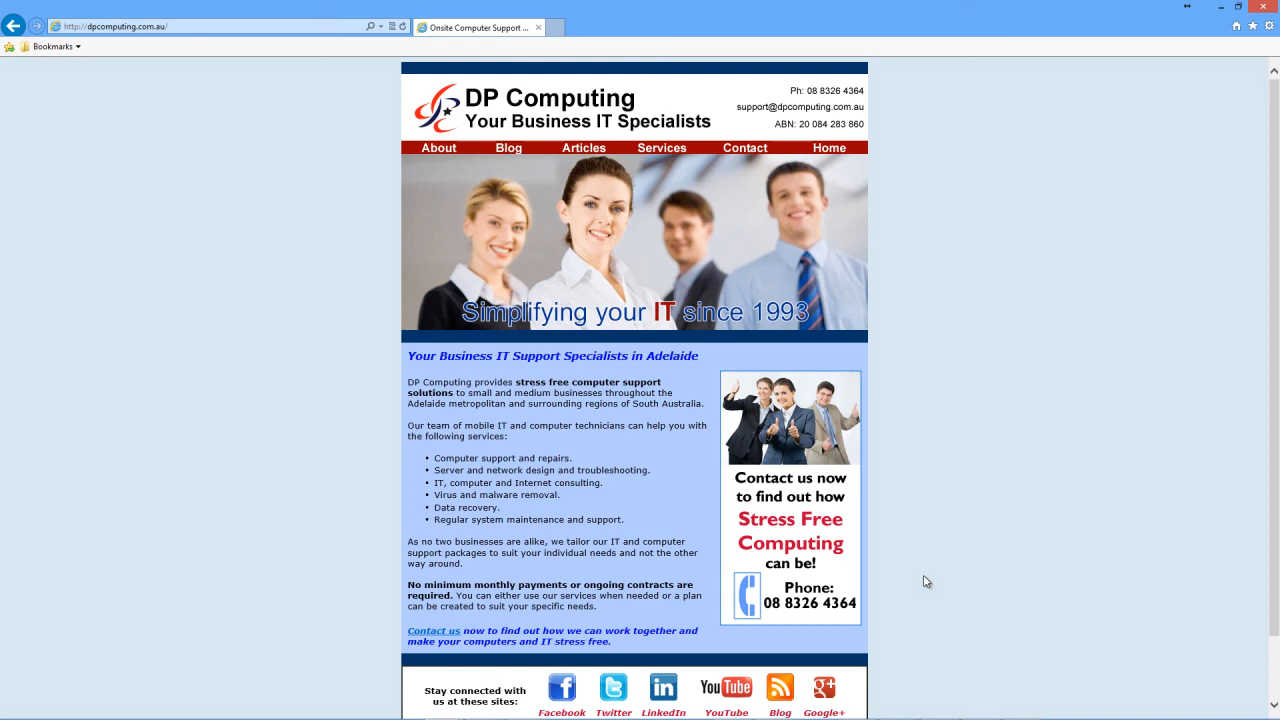 http://dpcomputing.com.au/
Onsite Computer Support ...
Bookmarks
DP Computing
Your Business IT Specialists
Ph: 08 8326 4364
support@dpcomputing.com.au
ABN: 20 084 283 860
About Blog Articles Services Contact Home
Simplifying your IT since 1993
Your Business IT Support Specialists in Adelaide
DP Computing provides stress free computer support
solutions to small and medium businesses throughout the
Adelaide metropolitan and surrounding regions of South Australia.
Our team of mobile IT and computer technicians can help you with
the following services:
• Computer support and repairs.
• Server and network design and troubleshooting.
• IT, computer and Internet consulting.
• Virus and malware removal.
• Data recovery.
• Regular system maintenance and support.
As no two businesses are alike, we tailor our IT and computer
support packages to suit your individual needs and not the other
way around.
No minimum monthly payments or ongoing contracts are
required. You can either use our services when needed or a plan
can be created to suit your specific needs.
Contact us now to find out how we can work together and
make your computers and IT stress free.
Contact us now
to find out how
Stress Free
Computing
can be!
Phone:
08 8326 4364
Stay connected with
us at these sites:
You Tube
Facebook Twitter LinkedIn YouTube Blog Google+